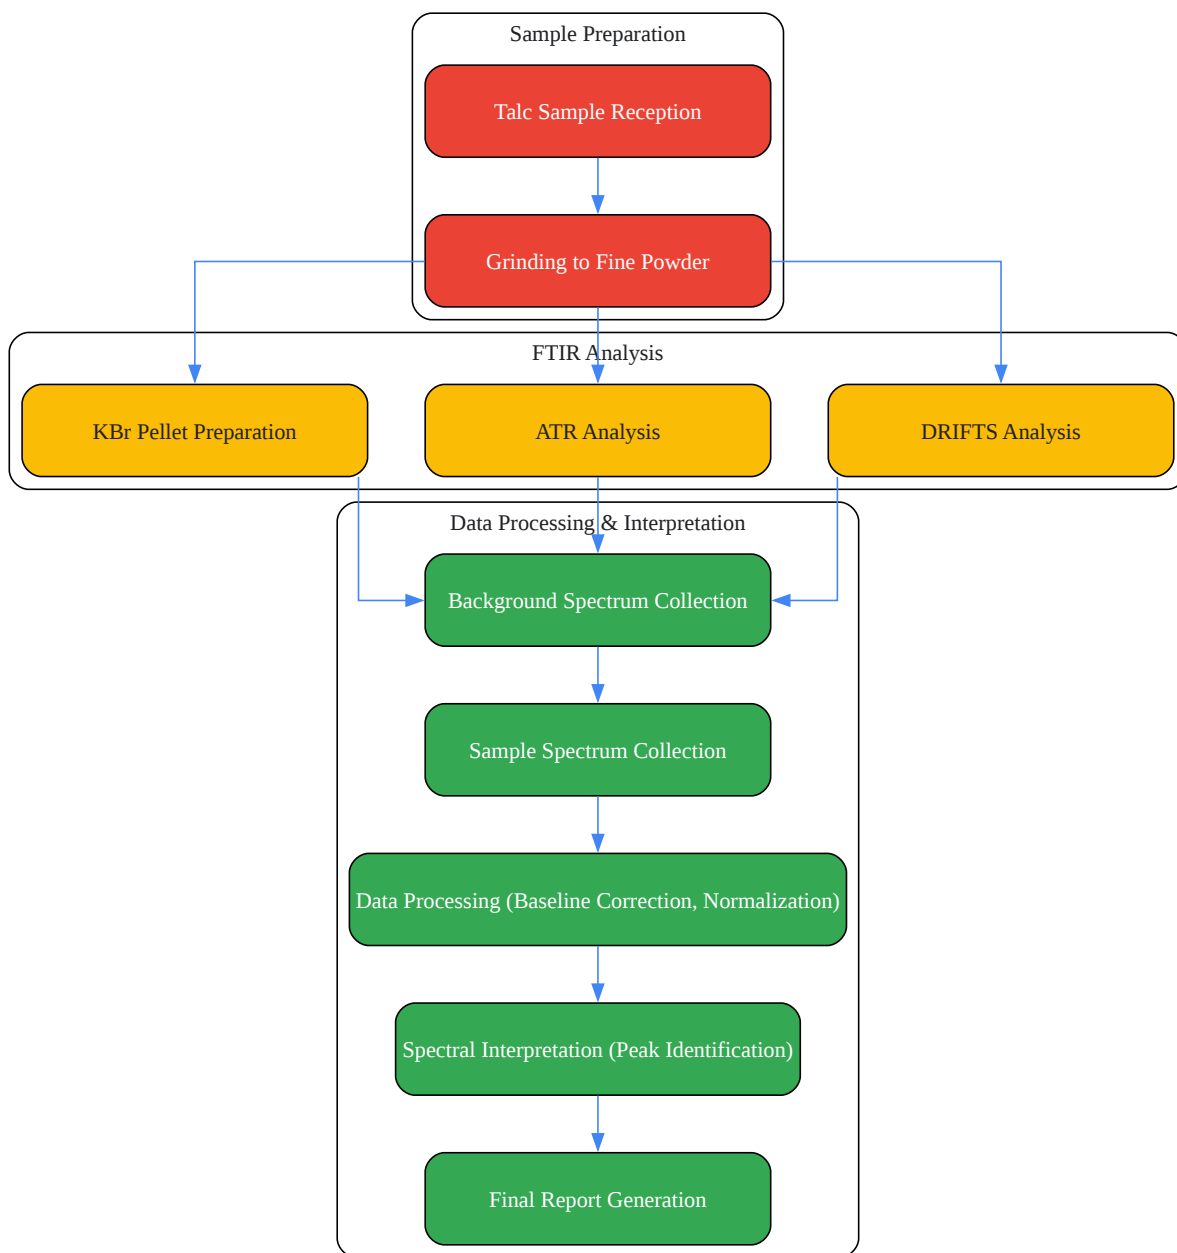 Sample Preparation
Talc Sample Reception
Grinding to Fine Powder
FTIR Analysis
KBr Pellet Preparation
ATR Analysis
DRIFTS Analysis
Data Processing & Interpretation
Background Spectrum Collection
Sample Spectrum Collection
Data Processing (Baseline Correction, Normalization)
Spectral Interpretation (Peak Identification)
Final Report Generation